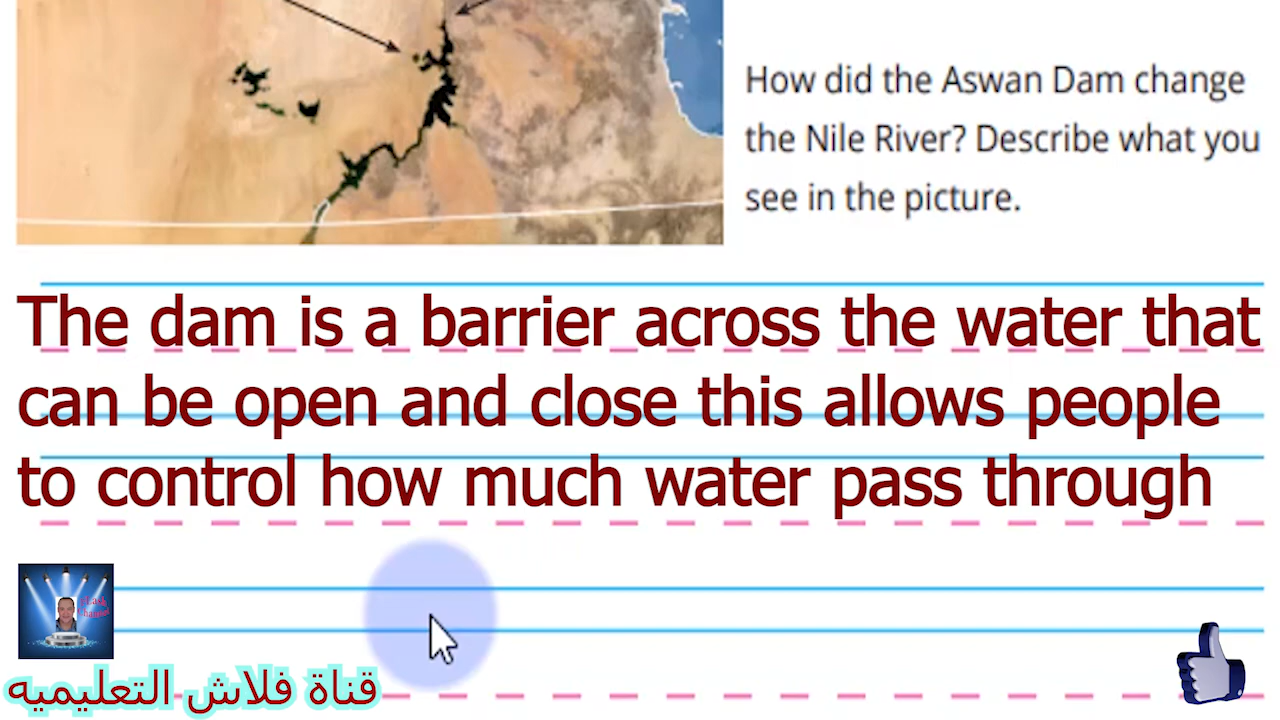 How did the Aswan Dam change
the Nile River? Describe what you
see in the picture.
The dam is a barrier across the water that
can be open and close this allows people
to control how much water pass through
قناة فلاش التعليميه